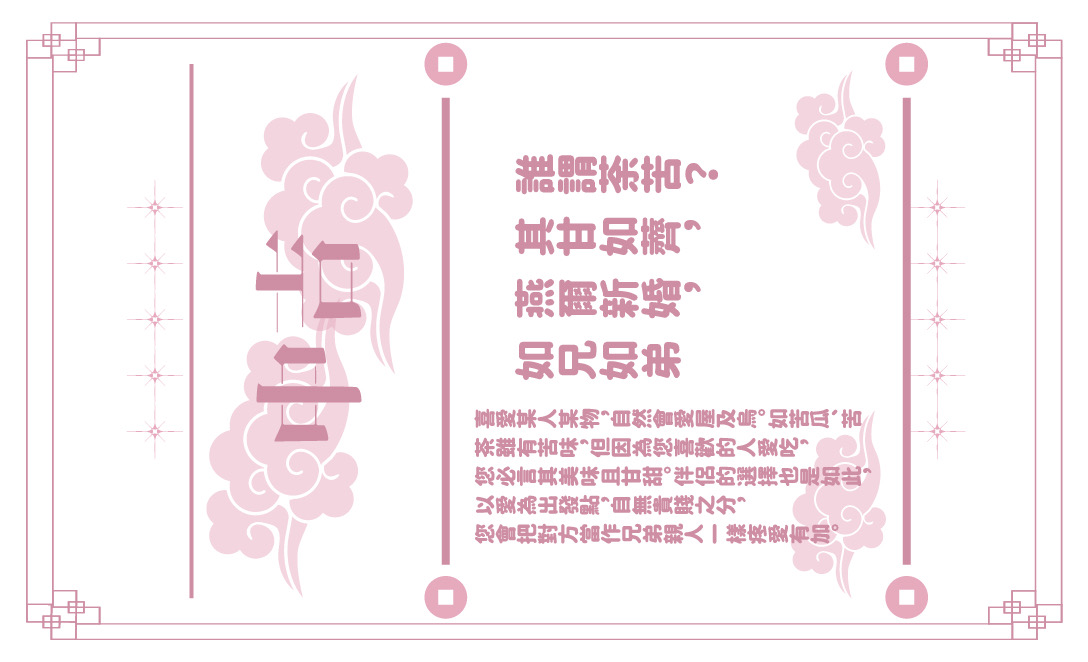 中吉
誰謂荼苦？
其甘如薺，
燕爾新婚，
如兄如弟
喜愛某人某物，自然會愛屋及烏。如苦瓜、苦
茶雖有苦味，但因為您喜歡的人愛吃，
您必言其美味且甘甜。伴侶的選擇也是如此，
以愛為出發點，自無貴賤之分，
您會把對方當作兄弟親人一樣疼愛有加。